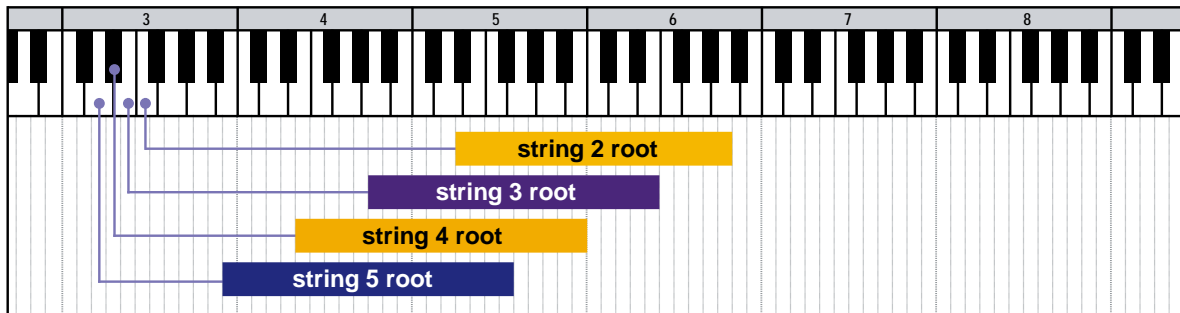 3 4 5 6 7 8
string 2 root
string 3 root
string 4 root
string 5 root